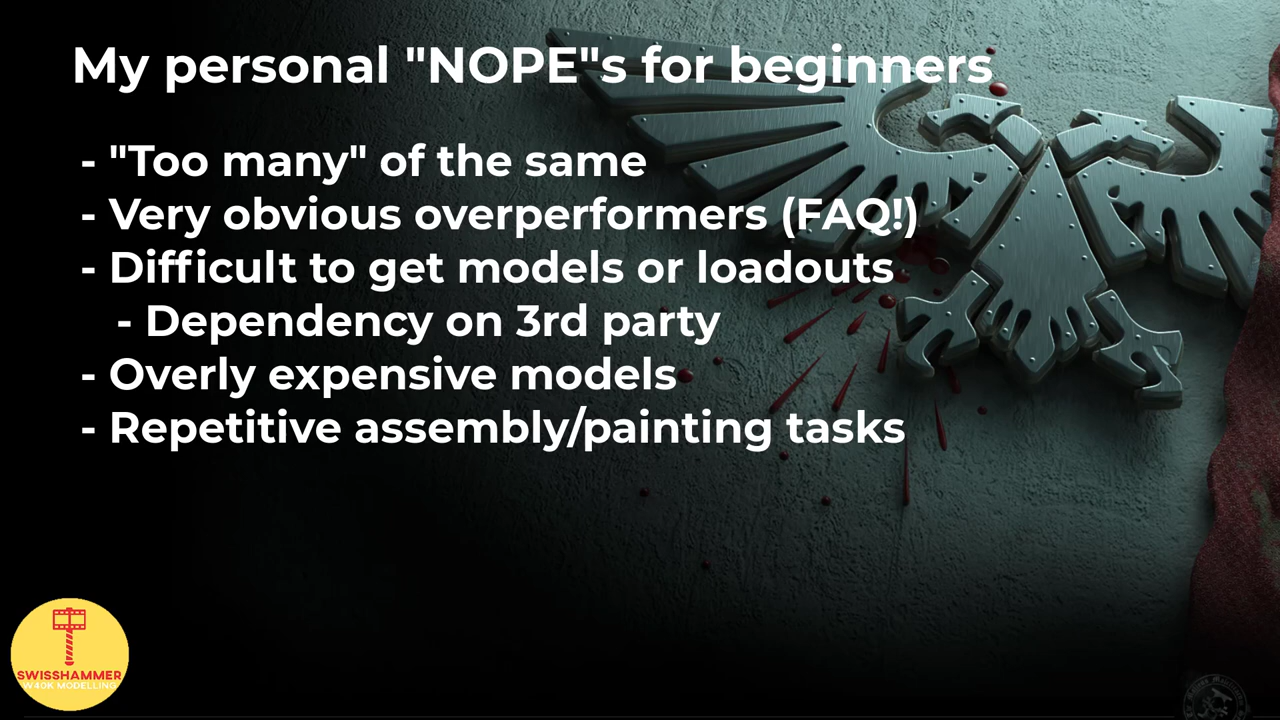 My personal "NOPE"s for beginners
- "Too many" of the same
- Very obvious overperformers (FAQ!)
- Difficult to get models or loadouts
- Dependency on 3rd party
- Overly expensive models
- Repetitive assembly/painting tasks
SWISSHAMMER
W40K MODELLING